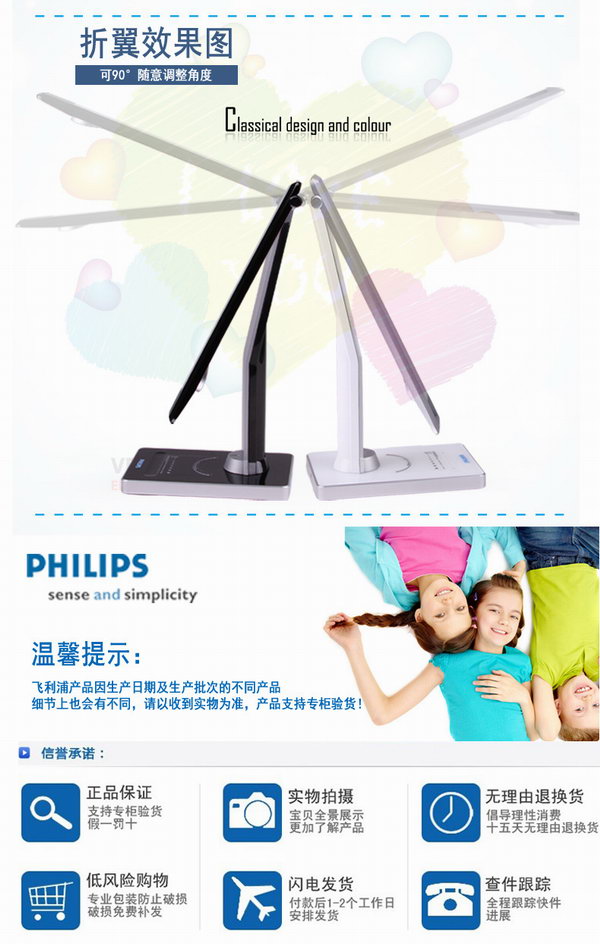 折翼效果图
可90°随意调整角度
Classical design and colour
PHILIPS
sense and simplicity
温馨提示：
飞利浦产品因生产日期及生产批次的不同产品
细节上也会有不同，请以收到实物为准，产品支持专柜验货！
信誉承诺：
正品保证
支持专柜验货
假一罚十
实物拍摄
宝贝全景展示
更加了解产品
无理由退换货
倡导理性消费
十五天无理由退换货
低风险购物
专业包装防止破损
破损免费补发
闪电发货
付款后1-2个工作日
安排发货
查件跟踪
全程跟踪快件
进展